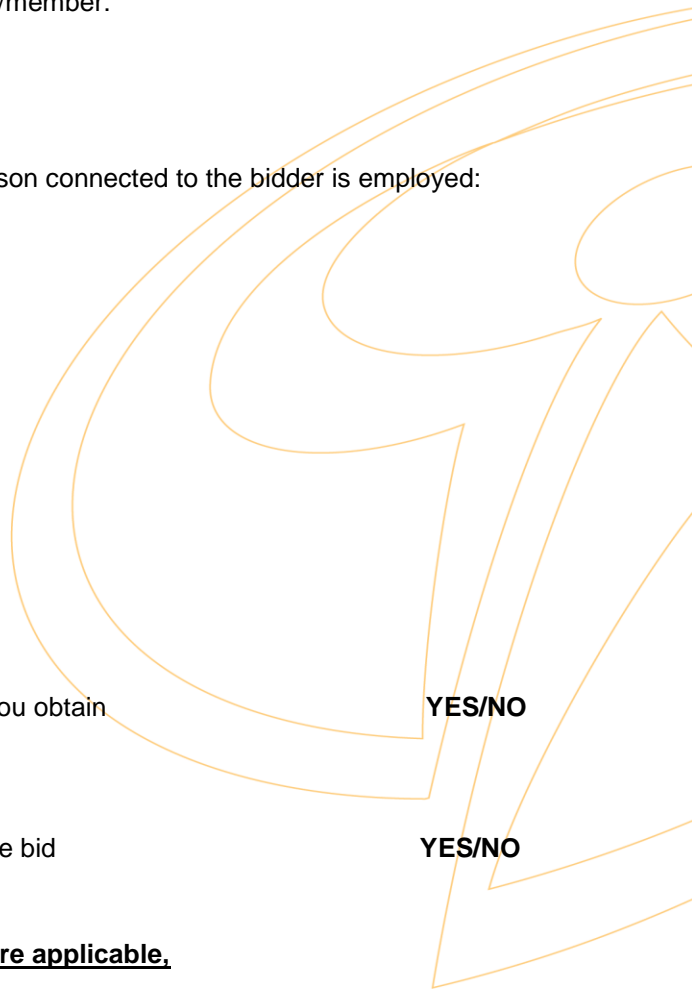 /member:
son connected to the bidder is employed:
ou obtain YES/NO
e bid YES/NO
re applicable,